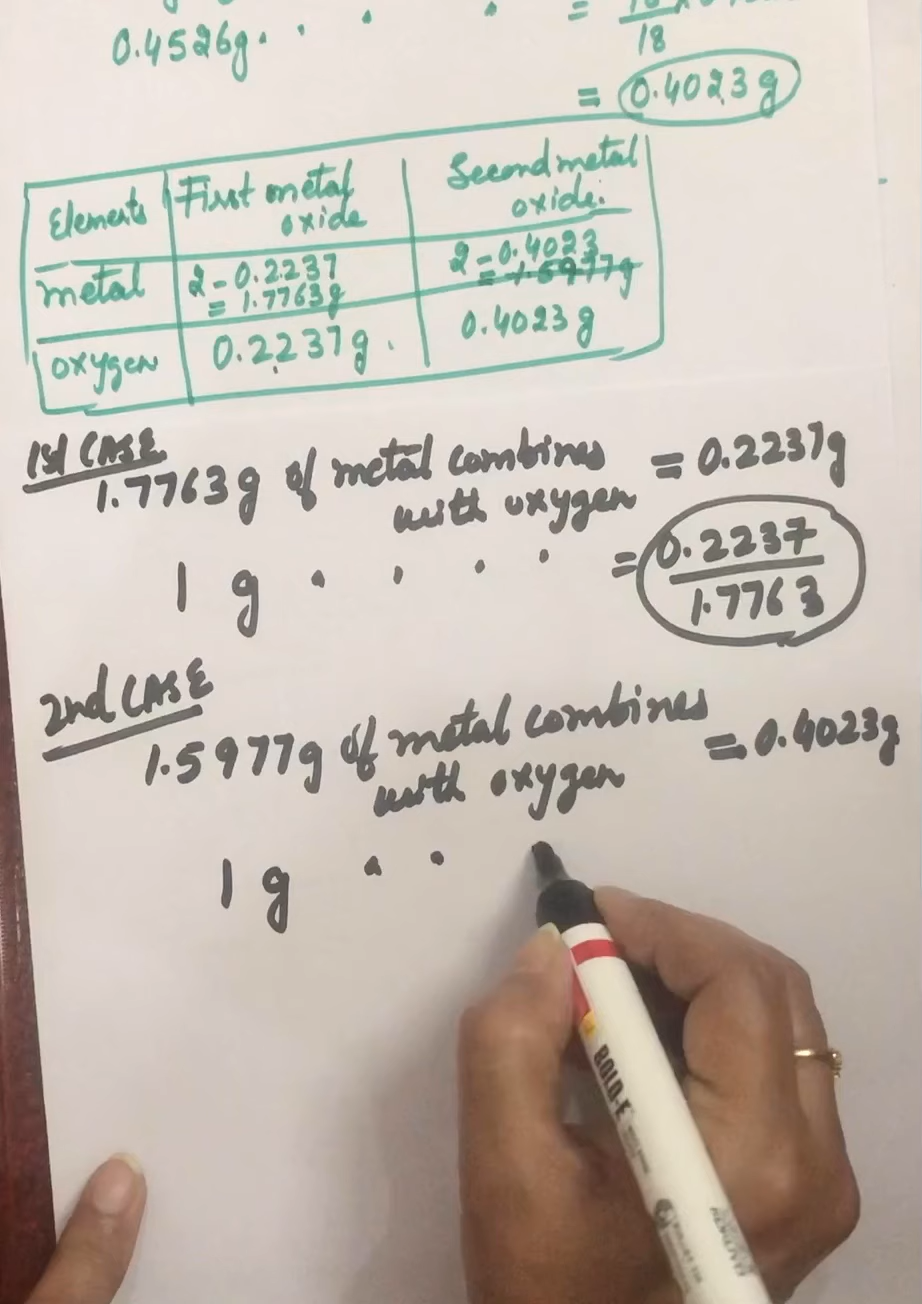 0.4526g.
18
= 0.4023g
Elements First metal oxide Second metal oxide.
metal 2-0.2237 = 1.7763g 2-0.4023 = 1.5977g
oxygen 0.2237g. 0.4023g
1st CASE
1.7763g of metal combines with oxygen = 0.2237g
1 g = 0.2237
1.7763
2nd CASE
1.5977g of metal combines with oxygen = 0.4023g
1 g
BOLD-E